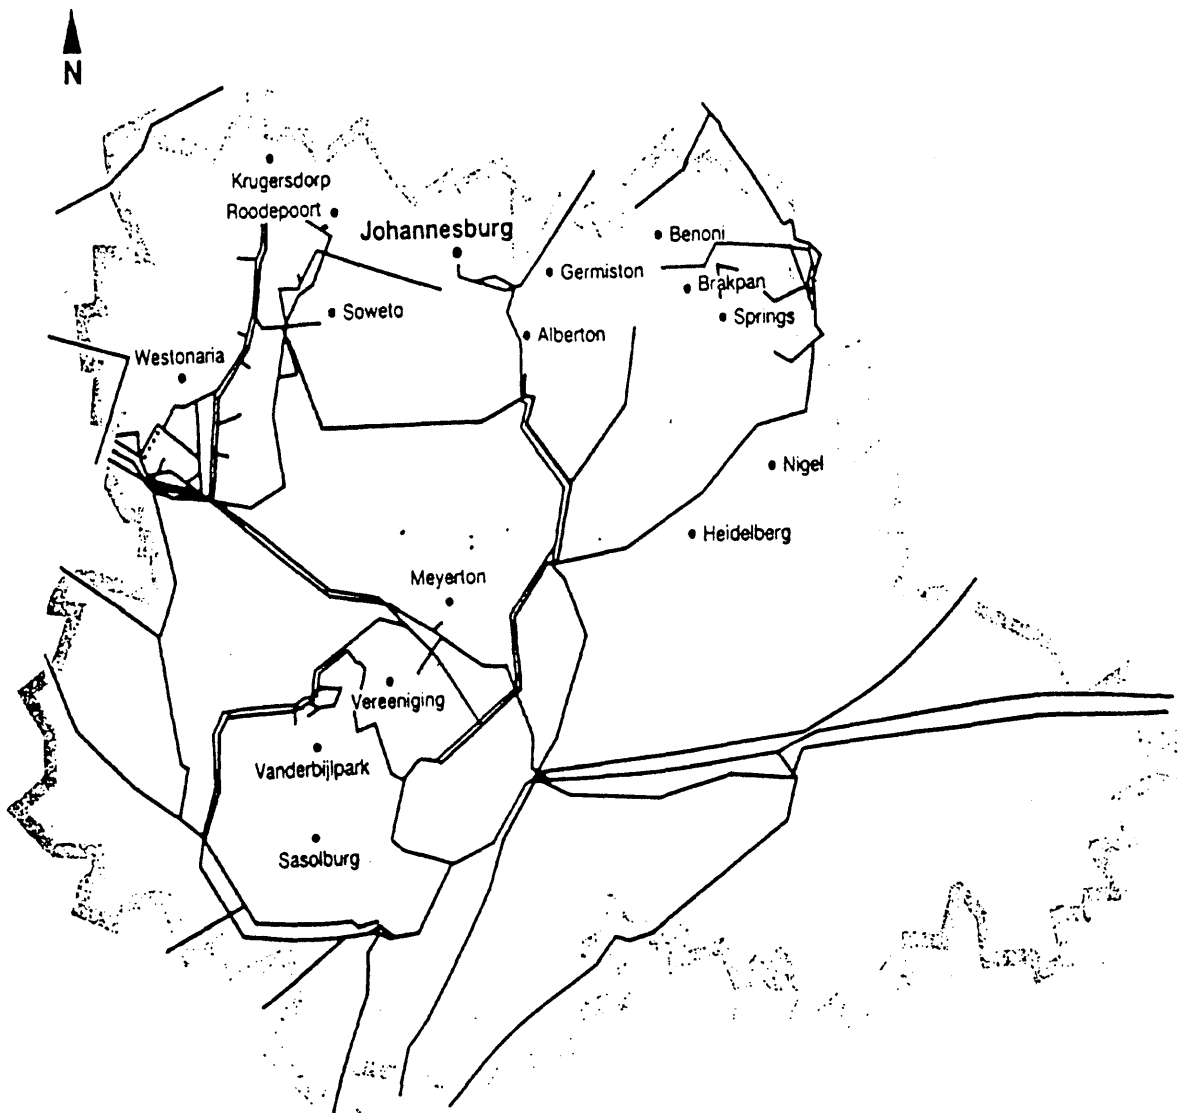 N
Krugersdorp
Roodepoort
Johannesburg
Benoni
Germiston
Brakpan
Soweto
Springs
Alberton
Westonaria
Nigel
Heidelberg
Meyerton
Vereeniging
Vanderbijlpark
Sasolburg